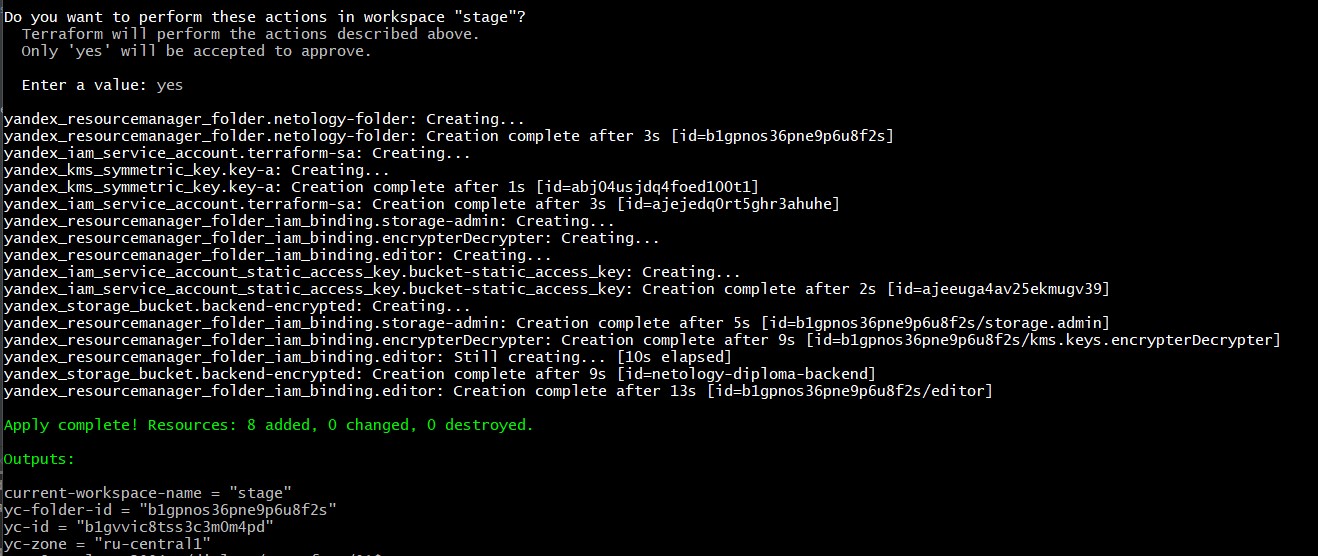 Do you want to perform these actions in workspace "stage"?
Terraform will perform the actions described above.
Only 'yes' will be accepted to approve.
Enter a value: yes
yandex_resourcemanager_folder.netology-folder: Creating...
yandex_resourcemanager_folder.netology-folder: Creation complete after 3s [id=b1gpnos36pne9p6u8f2s]
yandex_iam_service_account.terraform-sa: Creating...
yandex_kms_symmetric_key.key-a: Creating...
yandex_kms_symmetric_key.key-a: Creation complete after 1s [id=abj04usjdq4foed100t1]
yandex_iam_service_account.terraform-sa: Creation complete after 3s [id=ajejedq0rt5ghr3ahuhe]
yandex_resourcemanager_folder_iam_binding.storage-admin: Creating...
yandex_resourcemanager_folder_iam_binding.encrypterDecrypter: Creating...
yandex_resourcemanager_folder_iam_binding.editor: Creating...
yandex_iam_service_account_static_access_key.bucket-static_access_key: Creating...
yandex_iam_service_account_static_access_key.bucket-static_access_key: Creation complete after 2s [id=ajeeuga4av25ekmugv39]
yandex_storage_bucket.backend-encrypted: Creating...
yandex_resourcemanager_folder_iam_binding.storage-admin: Creation complete after 5s [id=b1gpnos36pne9p6u8f2s/storage.admin]
yandex_resourcemanager_folder_iam_binding.encrypterDecrypter: Creation complete after 9s [id=b1gpnos36pne9p6u8f2s/kms.keys.encrypterDecrypter]
yandex_resourcemanager_folder_iam_binding.editor: Still creating... [10s elapsed]
yandex_storage_bucket.backend-encrypted: Creation complete after 9s [id=netology-diploma-backend]
yandex_resourcemanager_folder_iam_binding.editor: Creation complete after 13s [id=b1gpnos36pne9p6u8f2s/editor]
Apply complete! Resources: 8 added, 0 changed, 0 destroyed.
Outputs:
current-workspace-name = "stage"
yc-folder-id = "b1gpnos36pne9p6u8f2s"
yc-id = "b1gvvic8tss3c3m0m4pd"
yc-zone = "ru-central1"